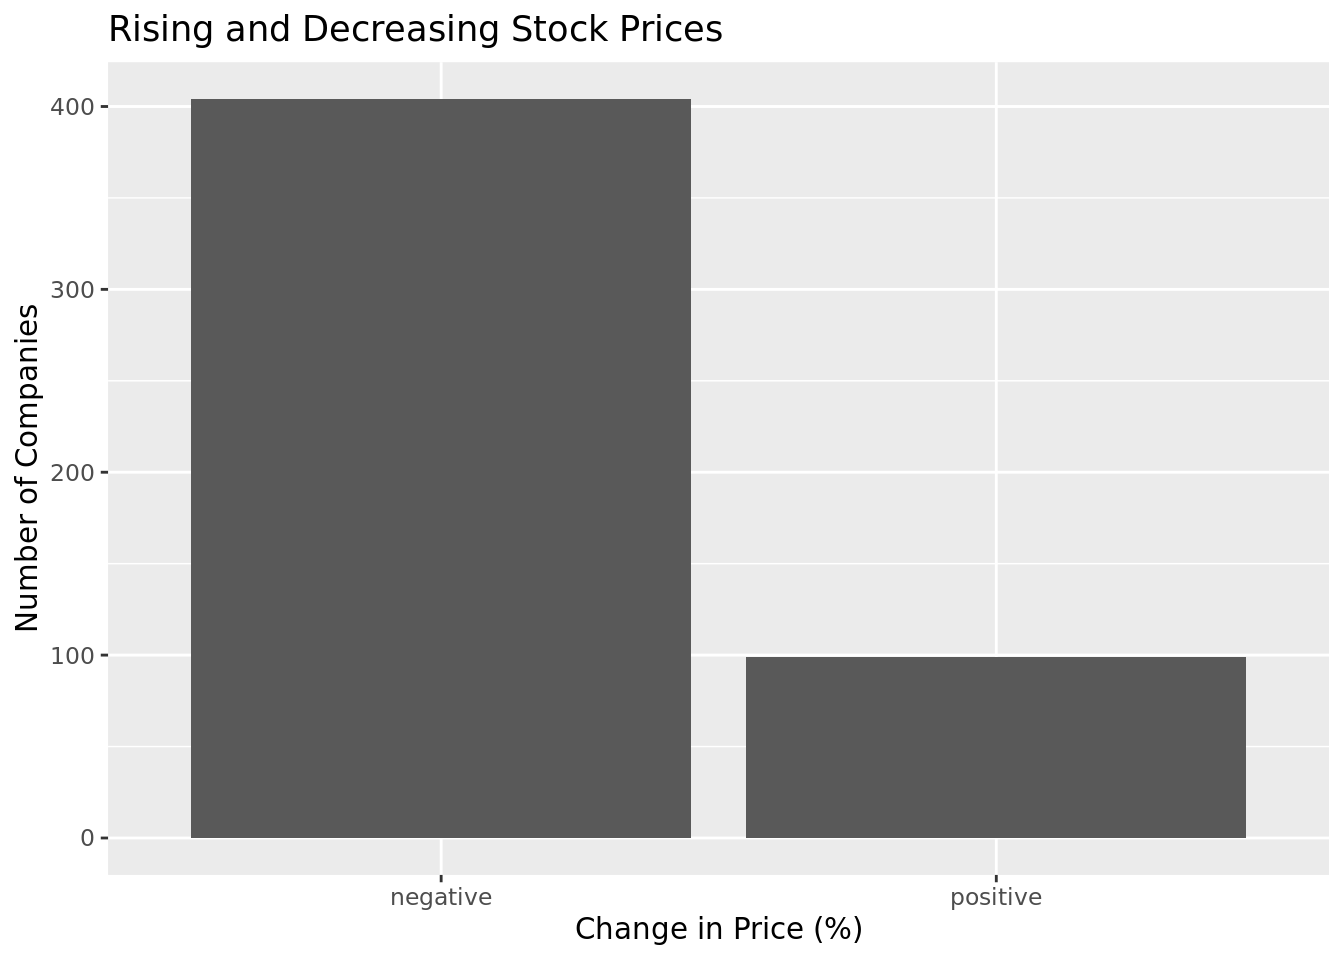 Rising and Decreasing Stock Prices
Number of Companies
400
300
200
100
0
negative
positive
Change in Price (%)